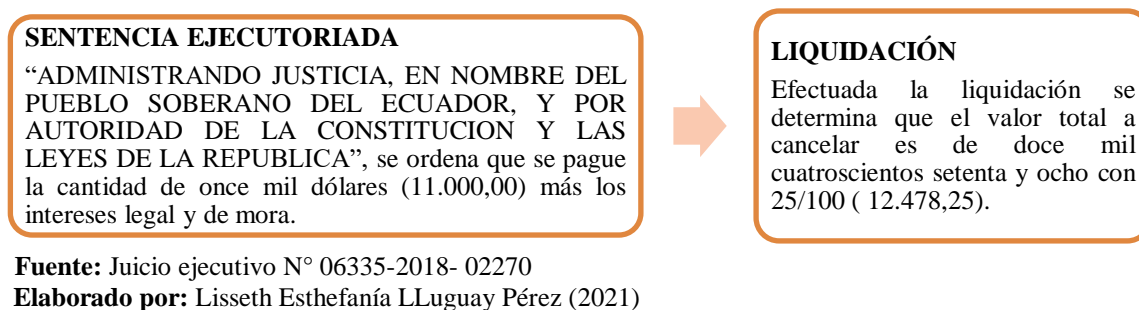 SENTENCIA EJECUTORIADA
“ADMINISTRANDO JUSTICIA, EN NOMBRE DEL
PUEBLO SOBERANO DEL ECUADOR, Y POR
AUTORIDAD DE LA CONSTITUCION Y LAS
LEYES DE LA REPUBLICA”, se ordena que se pague
la cantidad de once mil dólares (11.000,00) más los
intereses legal y de mora.
LIQUIDACIÓN
Efectuada la liquidación se
determina que el valor total a
cancelar es de doce mil
cuatroscientos setenta y ocho con
25/100 ( 12.478,25).
Fuente: Juicio ejecutivo N° 06335-2018- 02270
Elaborado por: Lisseth Esthefanía LLuguay Pérez (2021)